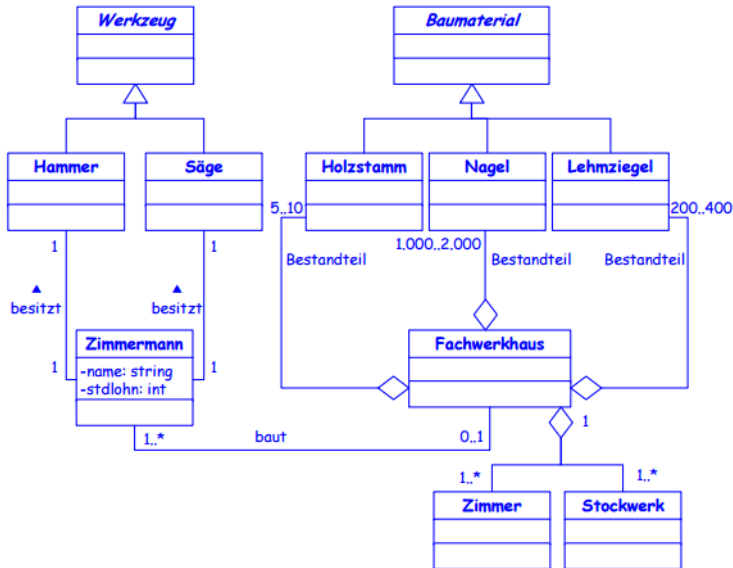 Werkzeug
Baumaterial
Hammer
Säge
Holzstamm
Nagel
Lehmziegel
5..10
200..400
1
1
1.000..2.000
Bestandteil
Bestandteil
Bestandteil
▲
besitzt
▲
besitzt
Zimmermann
Fachwerkhaus
1
-name: string
-stdlohn: int
1
1..*
baut
0..1
1
1..*
1..*
Zimmer
Stockwerk